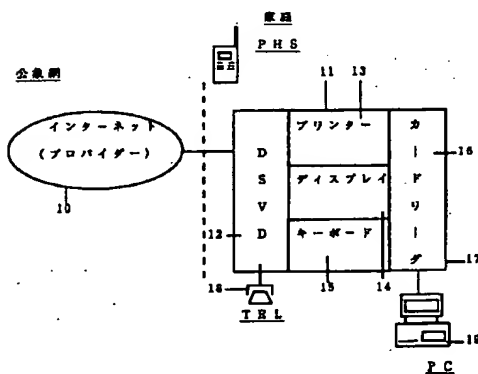 家庭
PHS
公衆網
11
13
インターネット
(プロバイダー)
10
プリンター
ディスプレイ
キーボード
DSVD
カードリーダ
12
16
17
18
15
14
TEL
18
PC